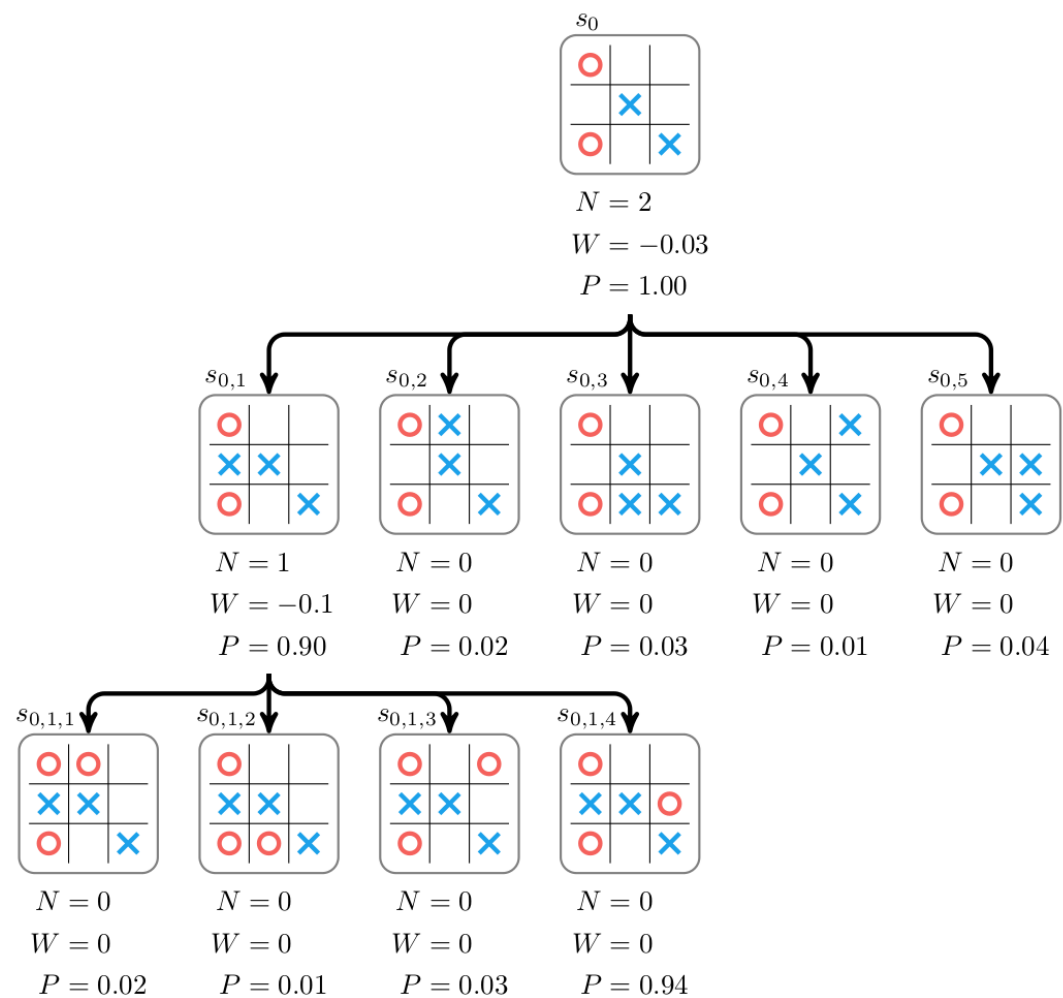 s_0
N = 2
W = −0.03
P = 1.00
s_{0,1} s_{0,2} s_{0,3} s_{0,4} s_{0,5}
N = 1 N = 0 N = 0 N = 0 N = 0
W = −0.1 W = 0 W = 0 W = 0 W = 0
P = 0.90 P = 0.02 P = 0.03 P = 0.01 P = 0.04
s_{0,1,1} s_{0,1,2} s_{0,1,3} s_{0,1,4}
N = 0 N = 0 N = 0 N = 0
W = 0 W = 0 W = 0 W = 0
P = 0.02 P = 0.01 P = 0.03 P = 0.94